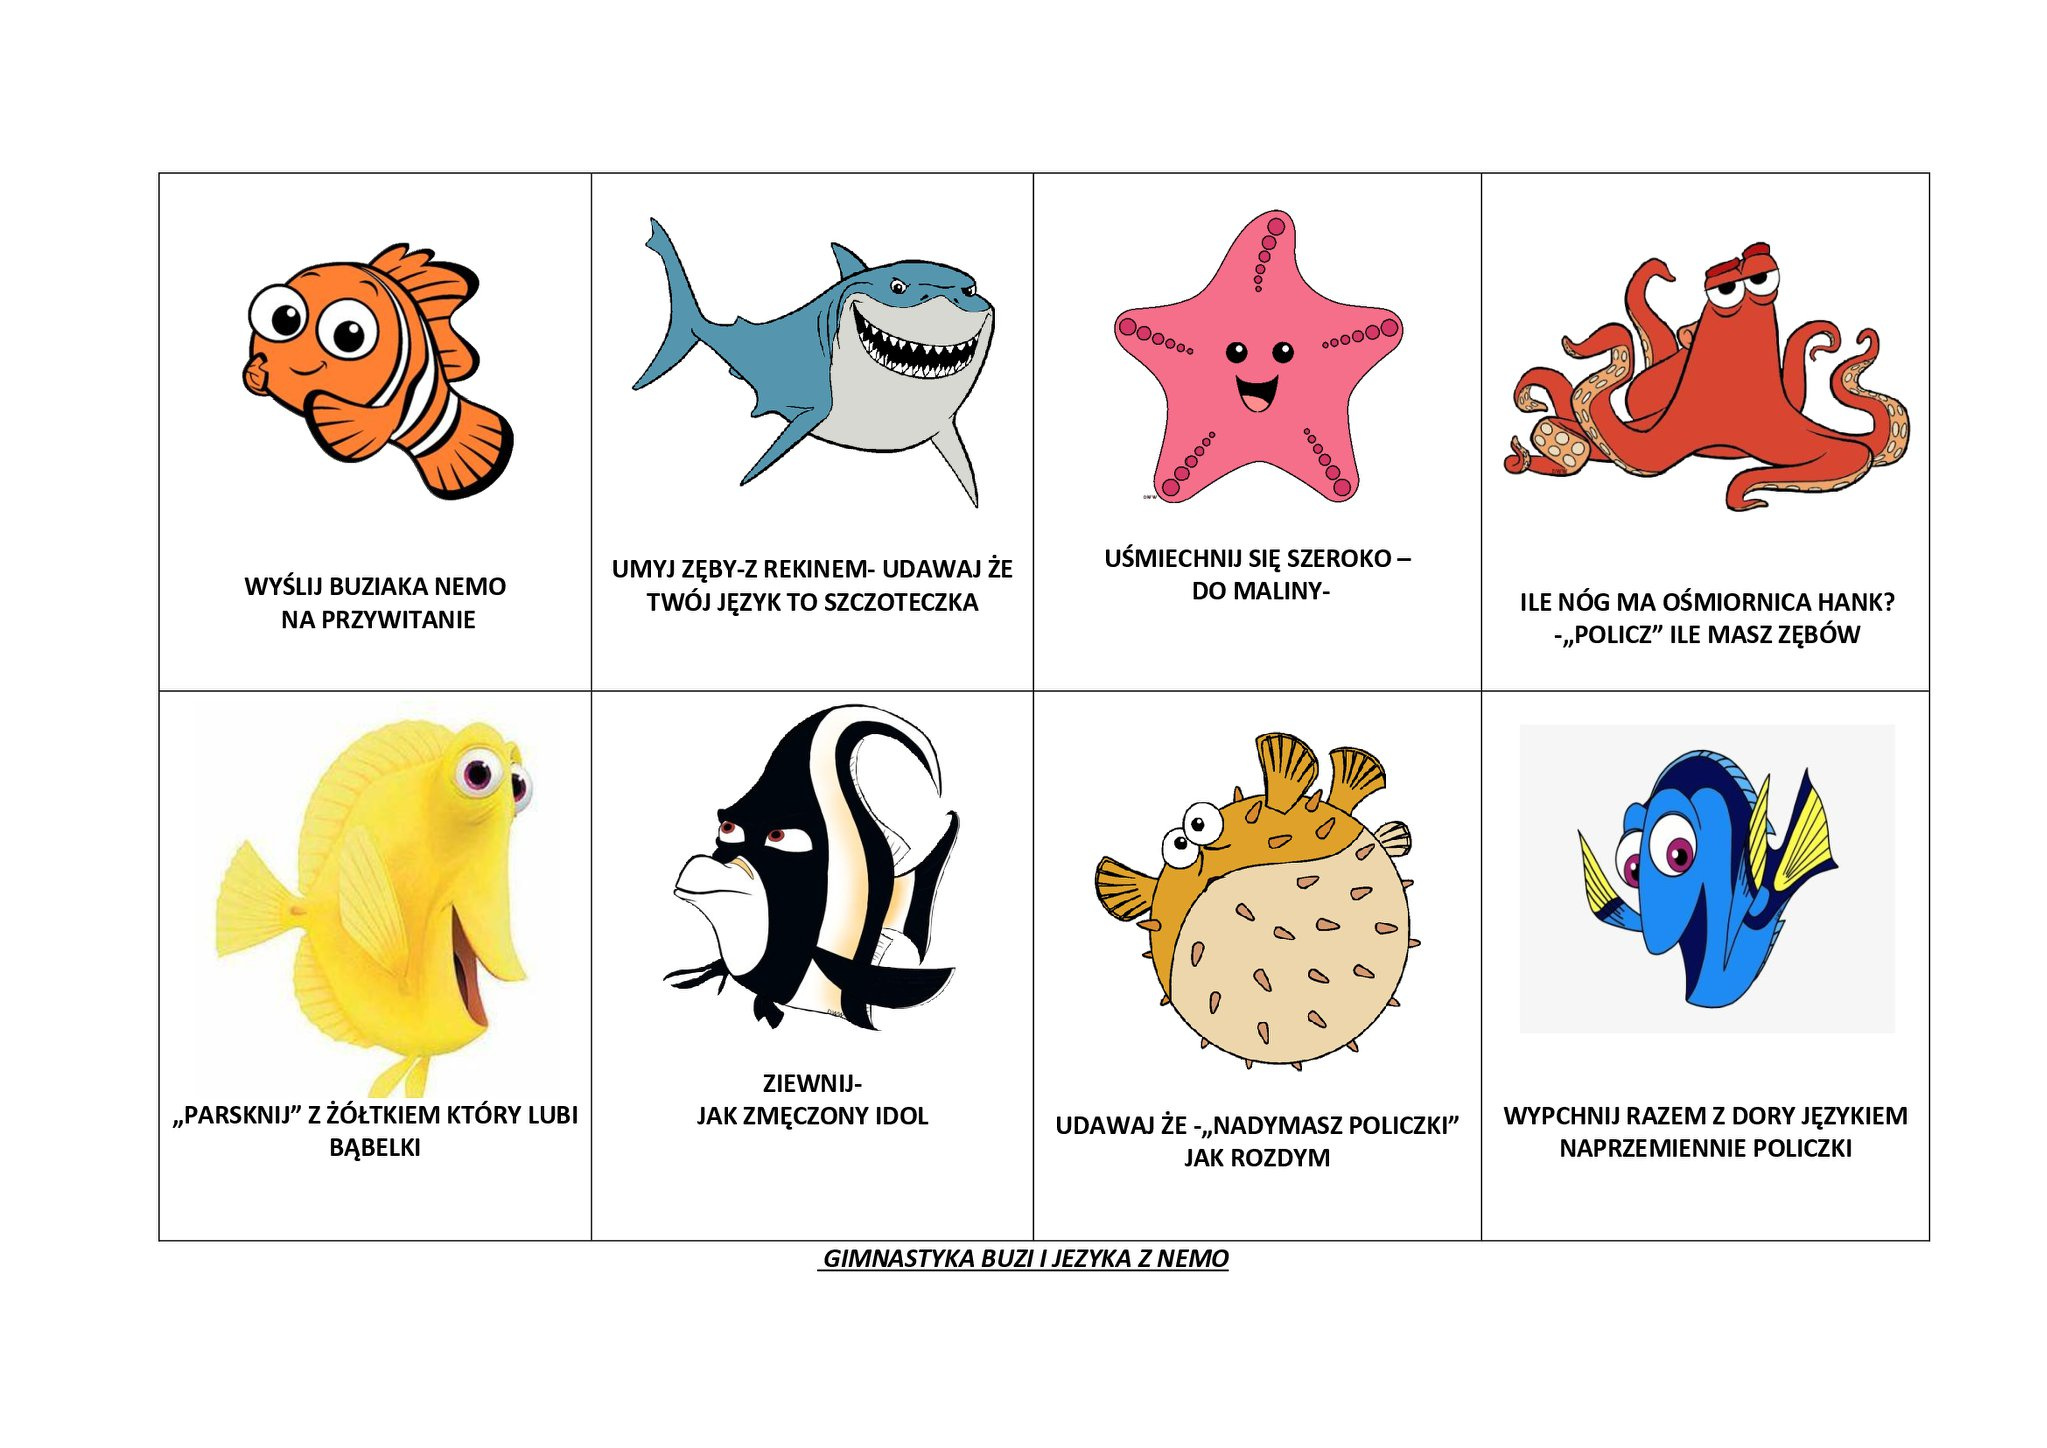 WYŚLIJ BUZIAKA NEMO
NA PRZYWITANIE
UMYJ ZĘBY-Z REKINEM- UDAWAJ ŻE
TWÓJ JĘZYK TO SZCZOTECZKA
UŚMIECHNIJ SIĘ SZEROKO –
DO MALINY-
ILE NÓG MA OŚMIORNICA HANK?
-„POLICZ” ILE MASZ ZĘBÓW
„PARSKNIJ” Z ŻÓŁTKIEM KTÓRY LUBI
BĄBELKI
ZIEWNIJ-
JAK ZMĘCZONY IDOL
UDAWAJ ŻE -„NADYMASZ POLICZKI”
JAK ROZDYM
WYPCHNIJ RAZEM Z DORY JĘZYKIEM
NAPRZEMIENNIE POLICZKI
GIMNASTYKA BUZI I JEZYKA Z NEMO